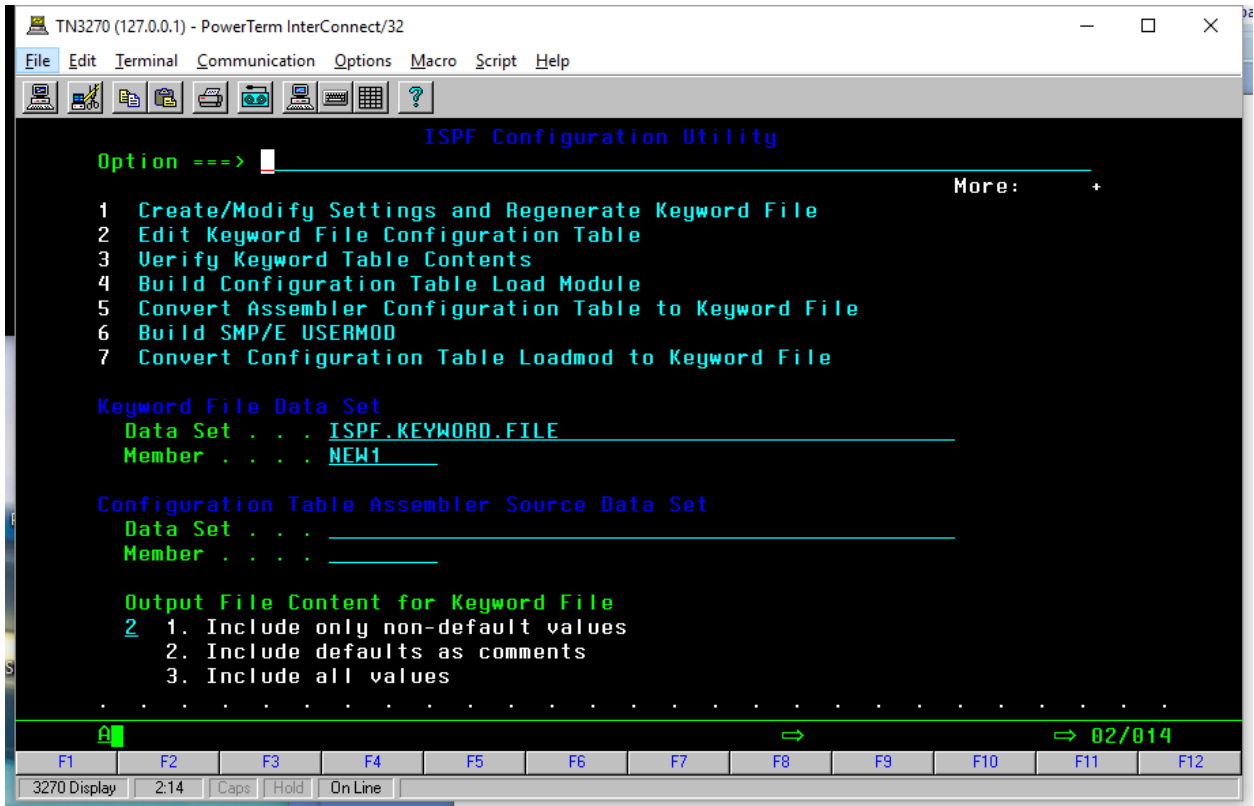 TN3270 (127.0.0.1) - PowerTerm InterConnect/32
File Edit Terminal Communication Options Macro Script Help
ISPF Configuration Utility
Option ===>
More: +
1 Create/Modify Settings and Regenerate Keyword File
2 Edit Keyword File Configuration Table
3 Verify Keyword Table Contents
4 Build Configuration Table Load Module
5 Convert Assembler Configuration Table to Keyword File
6 Build SMP/E USERMOD
7 Convert Configuration Table Loadmod to Keyword File
Keyword File Data Set
Data Set . . . ISPF.KEYWORD.FILE
Member . . . . NEW1
Configuration Table Assembler Source Data Set
Data Set . . .
Member . . . .
Output File Content for Keyword File
2 1. Include only non-default values
2. Include defaults as comments
3. Include all values
. . . . . . . . . . . . . . . . . . . . . . . . . . .
A ⇨ ⇨ 02/014
F1 F2 F3 F4 F5 F6 F7 F8 F9 F10 F11 F12
3270 Display 2:14 Caps Hold On Line